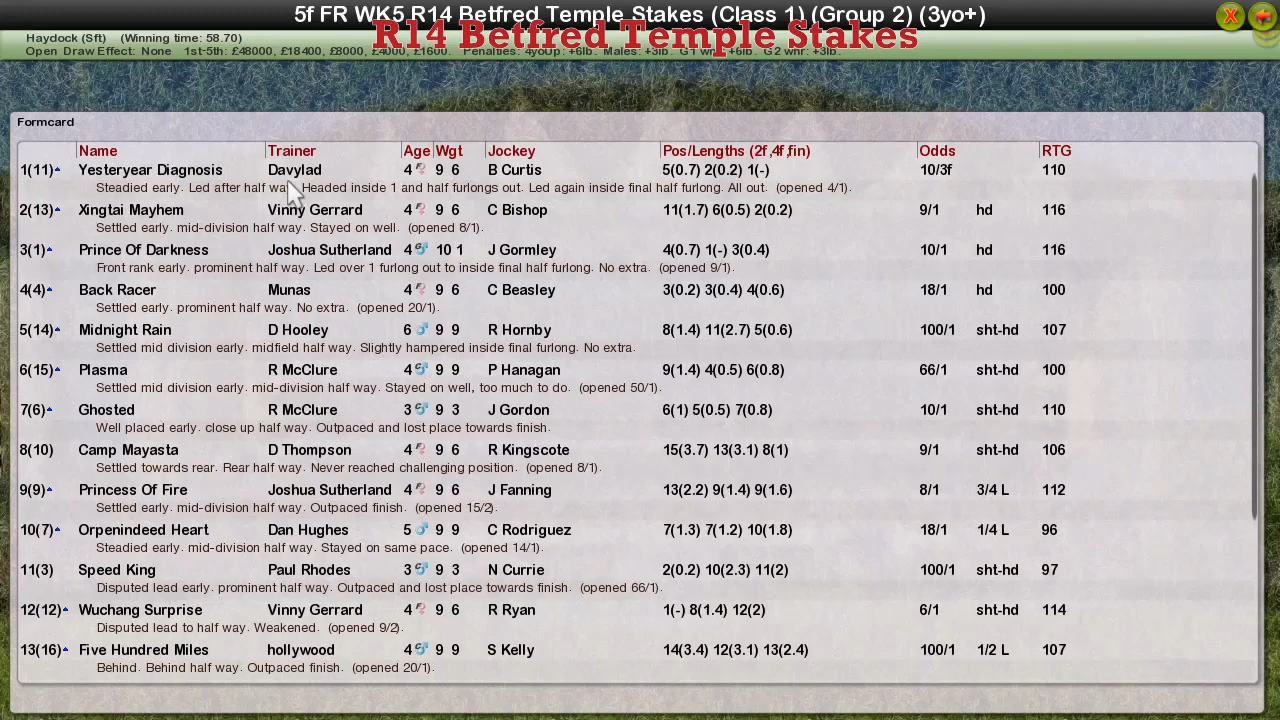 5f FR WK5 R14 Betfred Temple Stakes (Class 1) (Group 2) (3yo+)
R14 Betfred Temple Stakes
Haydock (Sft) (Winning time: 58.70)
Open Draw Effect: None 1st-5th: £48000, £18400, £8000, £4000, £1600. Penalties: 4yoUp: +6lb. Males: +3lb. G1 wnr: +3lb. G2 wnr: +3lb.
Formcard
Name Trainer Age Wgt Jockey Pos/Lengths (2f,4f,fin) Odds RTG
1(11) Yesteryear Diagnosis Davylad 4 9 6 B Curtis 5(0.7) 2(0.2) 1(-) 10/3f 110
Steadied early. Led after half way. Headed inside 1 and half furlongs out. Led again inside final half furlong. All out. (opened 4/1).
2(13) Xingtai Mayhem Vinny Gerrard 4 9 6 C Bishop 11(1.7) 6(0.5) 2(0.2) 9/1 hd 116
Settled early. mid-division half way. Stayed on well. (opened 8/1).
3(1) Prince Of Darkness Joshua Sutherland 4 10 1 J Gormley 4(0.7) 1(-) 3(0.4) 10/1 hd 116
Front rank early. prominent half way. Led over 1 furlong out to inside final half furlong. No extra. (opened 9/1).
4(4) Back Racer Munas 4 9 6 C Beasley 3(0.2) 3(0.4) 4(0.6) 18/1 hd 100
Settled early. prominent half way. No extra. (opened 20/1).
5(14) Midnight Rain D Hooley 6 9 9 R Hornby 8(1.4) 11(2.7) 5(0.6) 100/1 sht-hd 107
Settled mid division early. midfield half way. Slightly hampered inside final furlong. No extra.
6(15) Plasma R McClure 4 9 9 P Hanagan 9(1.4) 4(0.5) 6(0.8) 66/1 sht-hd 100
Settled mid division early. mid-division half way. Stayed on well, too much to do. (opened 50/1).
7(6) Ghosted R McClure 3 9 3 J Gordon 6(1) 5(0.5) 7(0.8) 10/1 sht-hd 110
Well placed early. close up half way. Outpaced and lost place towards finish.
8(10) Camp Mayasta D Thompson 4 9 6 R Kingscote 15(3.7) 13(3.1) 8(1) 9/1 sht-hd 106
Settled towards rear. Rear half way. Never reached challenging position. (opened 8/1).
9(9) Princess Of Fire Joshua Sutherland 4 9 6 J Fanning 13(2.2) 9(1.4) 9(1.6) 8/1 3/4 L 112
Settled early. mid-division half way. Outpaced finish. (opened 15/2).
10(7) Orpenindeed Heart Dan Hughes 5 9 9 C Rodriguez 7(1.3) 7(1.2) 10(1.8) 18/1 1/4 L 96
Steadied early. mid-division half way. Stayed on same pace. (opened 14/1).
11(3) Speed King Paul Rhodes 3 9 3 N Currie 2(0.2) 10(2.3) 11(2) 100/1 sht-hd 97
Disputed lead early. prominent half way. Outpaced and lost place towards finish. (opened 66/1).
12(12) Wuchang Surprise Vinny Gerrard 4 9 6 R Ryan 1(-) 8(1.4) 12(2) 6/1 sht-hd 114
Disputed lead to half way. Weakened. (opened 9/2).
13(16) Five Hundred Miles hollywood 4 9 9 S Kelly 14(3.4) 12(3.1) 13(2.4) 100/1 1/2 L 107
Behind. Behind half way. Outpaced finish. (opened 20/1).